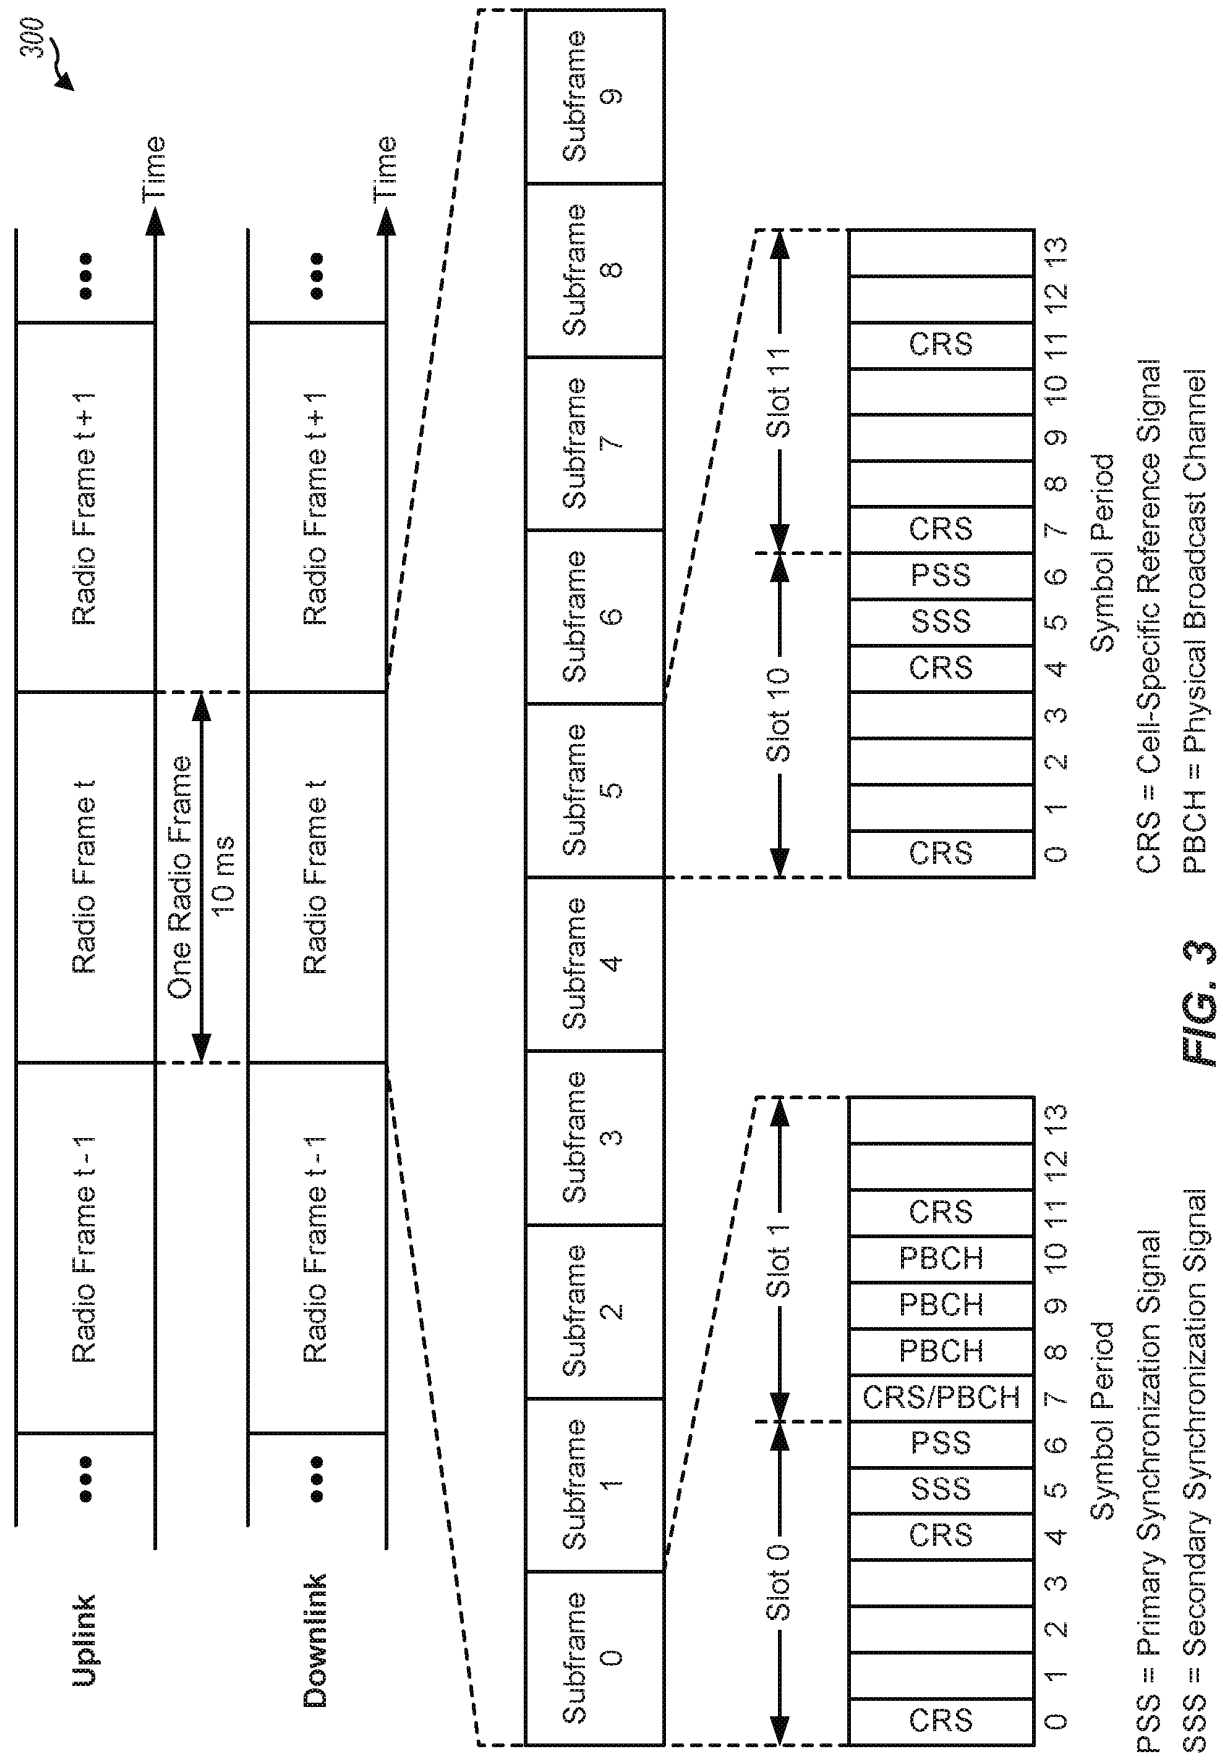 300
Uplink
Radio Frame t-1
Radio Frame t
Radio Frame t+1
Time
One Radio Frame
10 ms
Downlink
Radio Frame t-1
Radio Frame t
Radio Frame t+1
Time
Subframe 0
Subframe 1
Subframe 2
Subframe 3
Subframe 4
Subframe 5
Subframe 6
Subframe 7
Subframe 8
Subframe 9
Slot 0
Slot 1
CRS CRS SSS PSS CRS/PBCH PBCH PBCH PBCH CRS
0 1 2 3 4 5 6 7 8 9 10 11 12 13
Symbol Period
Slot 10
Slot 11
CRS CRS SSS PSS CRS CRS
0 1 2 3 4 5 6 7 8 9 10 11 12 13
Symbol Period
PSS = Primary Synchronization Signal
SSS = Secondary Synchronization Signal
CRS = Cell-Specific Reference Signal
PBCH = Physical Broadcast Channel
FIG. 3